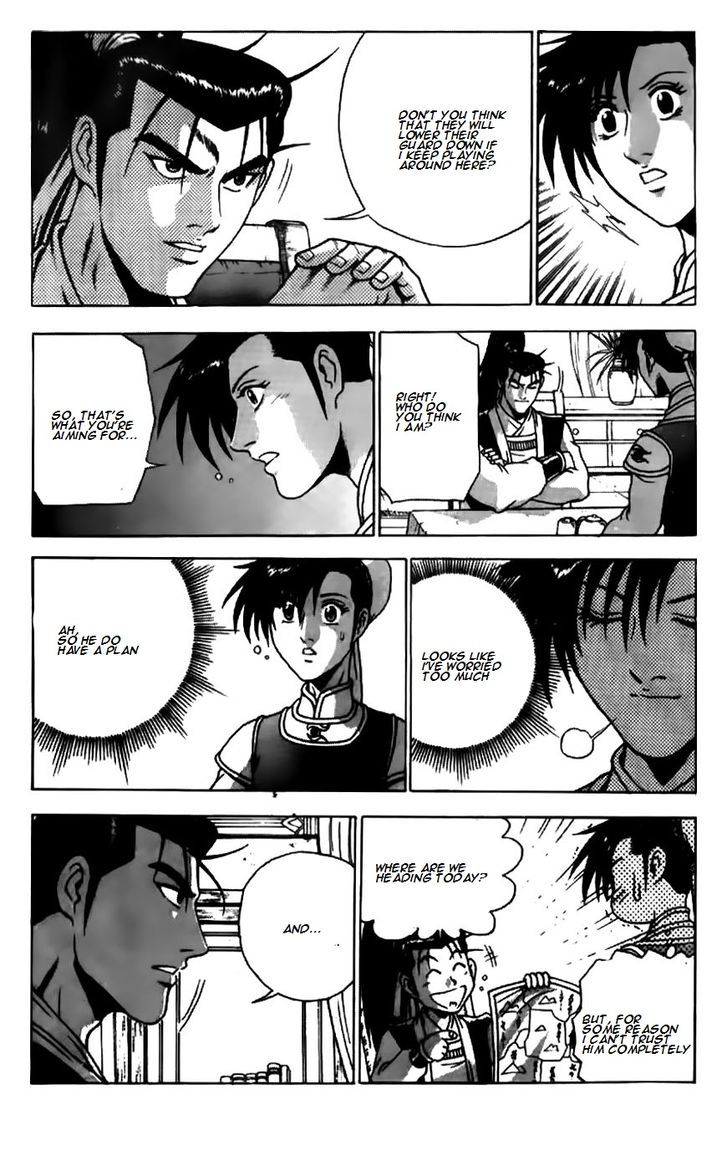 DON'T YOU THINK
THAT THEY WILL
LOWER THEIR
GUARD DOWN IF
I KEEP PLAYING
AROUND HERE?
SO, THAT'S
WHAT YOU'RE
AIMING FOR...
RIGHT!
WHO DO
YOU THINK
I AM?
AH,
SO HE DO
HAVE A PLAN
LOOKS LIKE
I'VE WORRIED
TOO MUCH
AND...
WHERE ARE WE
HEADING TODAY?
BUT, FOR
SOME REASON
I CAN'T TRUST
HIM COMPLETELY